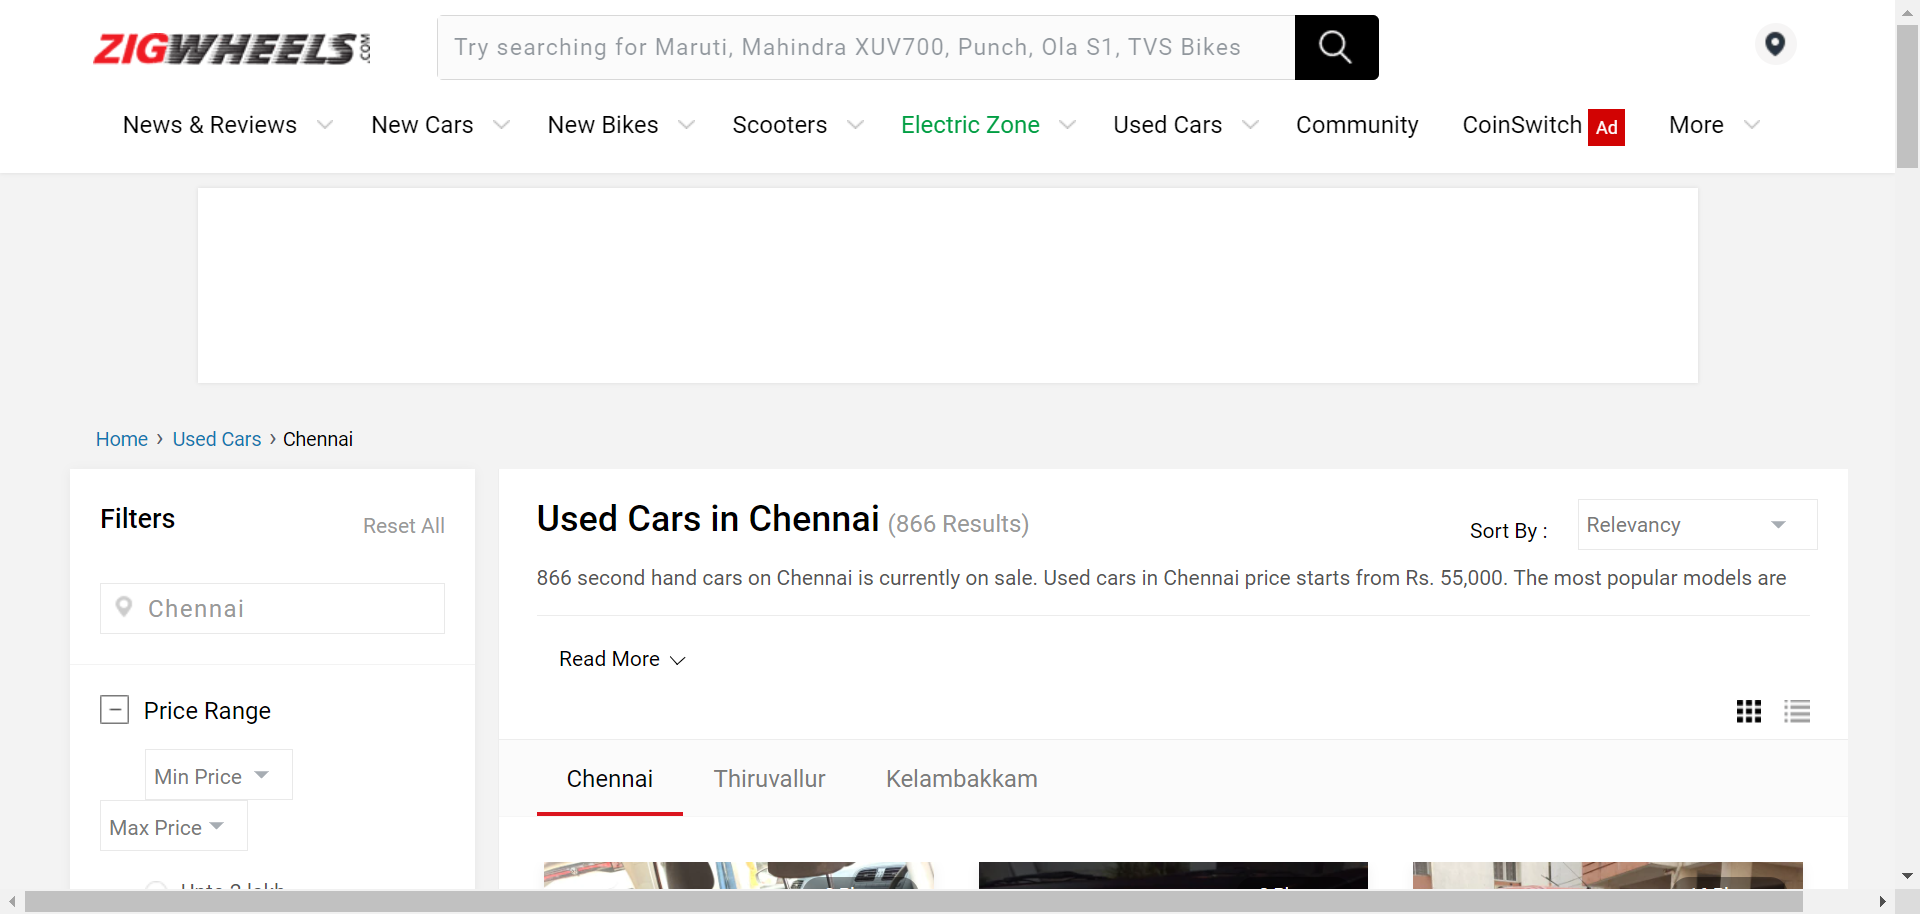 ZIGWHEELS.COM
Try searching for Maruti, Mahindra XUV700, Punch, Ola S1, TVS Bikes
News & Reviews New Cars New Bikes Scooters Electric Zone Used Cars Community CoinSwitch Ad More
Home › Used Cars › Chennai
Filters
Reset All
Chennai
Price Range
Min Price
Max Price
Upto 2 lakh
Used Cars in Chennai (866 Results)
Sort By :
Relevancy
866 second hand cars on Chennai is currently on sale. Used cars in Chennai price starts from Rs. 55,000. The most popular models are
Read More
Chennai Thiruvallur Kelambakkam